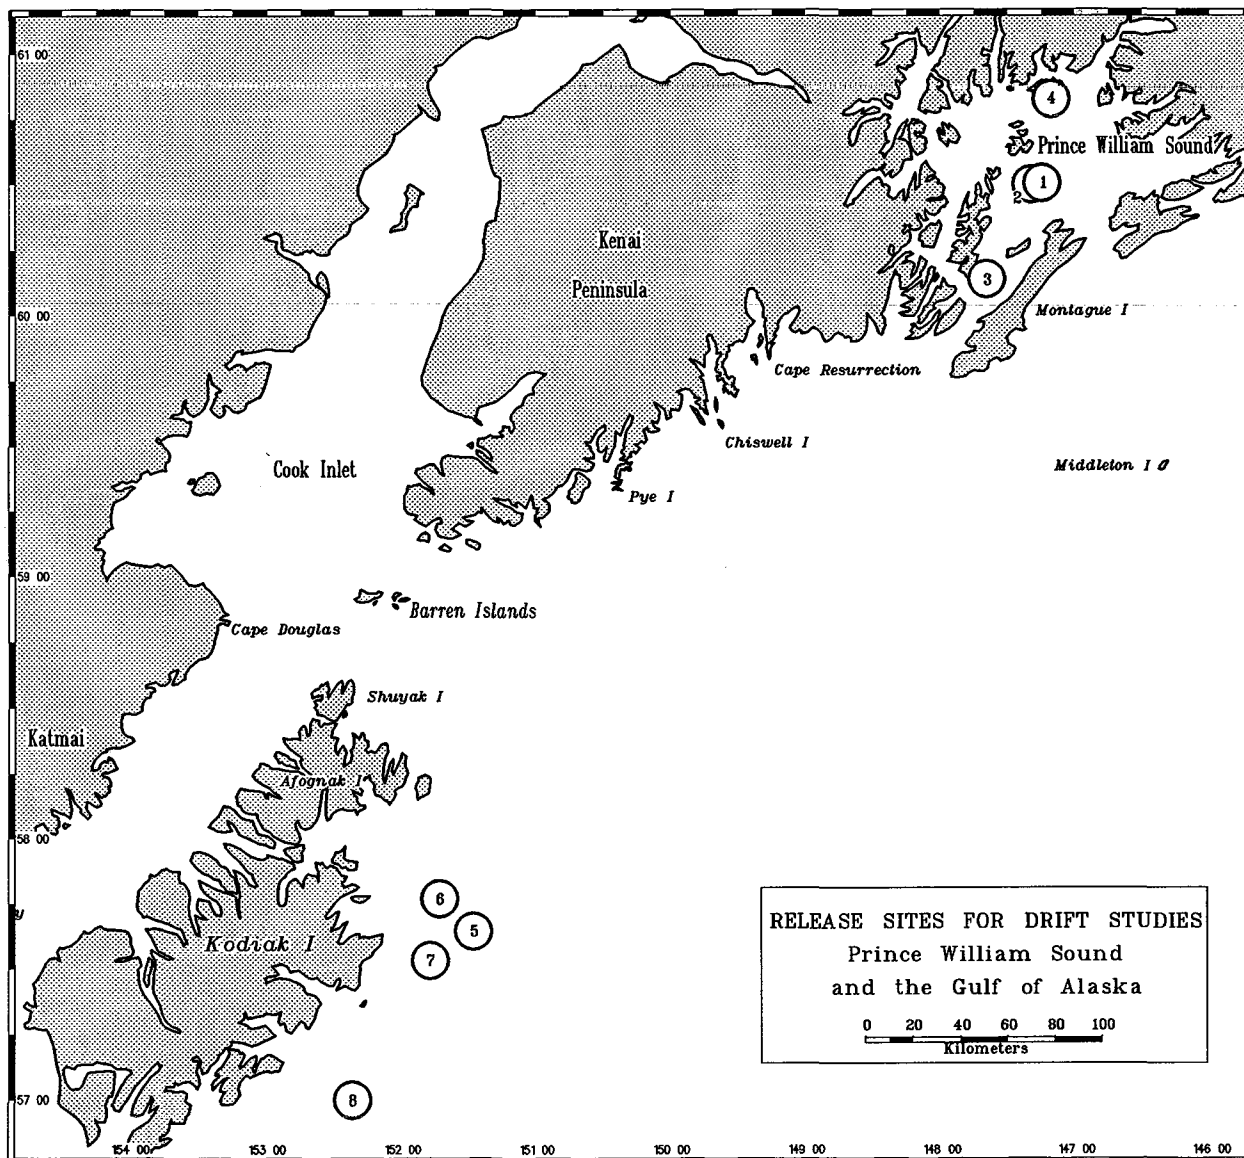 61 00
4
Prince William Sound
1
2
Kenai
Peninsula
3
60 00
Montague I
Cape Resurrection
Chiswell I
Cook Inlet
Middleton I
Pye I
59 00
Barren Islands
Cape Douglas
Shuyak I
Katmai
Afognak I
58 00
6
5
Kodiak I
7
RELEASE SITES FOR DRIFT STUDIES
Prince William Sound
and the Gulf of Alaska
0 20 40 60 80 100
Kilometers
57 00
8
154 00 153 00 152 00 151 00 150 00 149 00 148 00 147 00 146 00